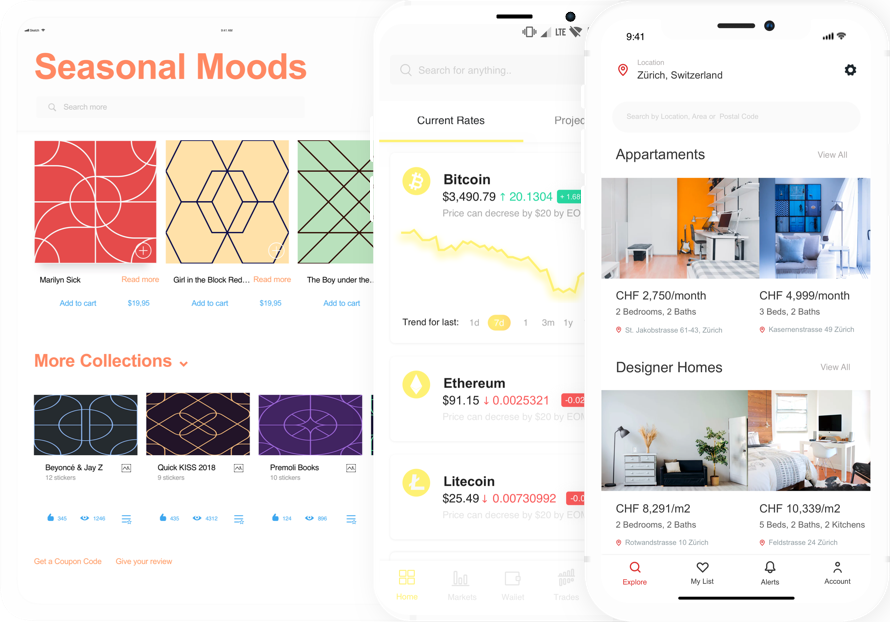 9:41 AM
Seasonal Moods
Search more
Marilyn Sick
Read more
Add to cart
$19,95
Girl in the Block Red...
Read more
Add to cart
$19,95
The Boy under the..
Add to cart
More Collections
Beyoncé & Jay Z
12 stickers
345
1246
Quick KISS 2018
9 stickers
435
4212
Premoli Books
10 stickers
124
896
Get a Coupon Code
Give your review
LTE
Search for anything..
Current Rates
Projec
Bitcoin
$3,490.79 ↑ 20.1304
+ 1.68
Price can decrese by $20 by EO
Trend for last:
1d
7d
1
3m
1y
Ethereum
$91.15 ↓ 0.0025321
-0.02
Price can decrese by $20 by EON
Litecoin
$25.49 ↓ 0.00730992
-0.0
Price can decrese by $20 by EON
Home
Markets
Wallet
Trades
9:41
Location
Zürich, Switzerland
Search by Location, Area or Postal Code
Appartaments
View All
CHF 2,750/month
2 Bedrooms, 2 Baths
St. Jakobstrasse 61-43, Zürich
CHF 4,999/month
3 Beds, 2 Baths
Kasernenstrasse 49 Zürich
Designer Homes
View All
CHF 8,291/m2
2 Bedrooms, 2 Baths
Rotwandstrasse 10 Zürich
CHF 10,339/m2
5 Beds, 2 Baths, 2 Kitchens
Feldstrasse 24 Zürich
Explore
My List
Alerts
Account